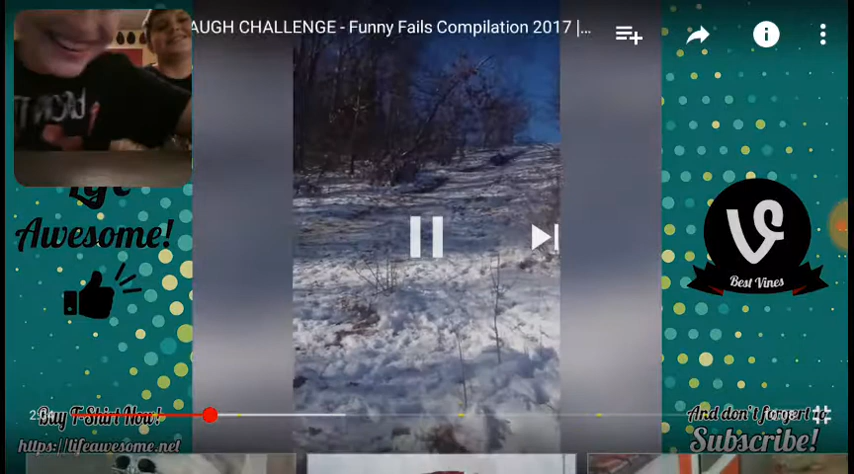 AUGH CHALLENGE - Funny Fails Compilation 2017 |...
Awesome!
Best Vines
Buy T-Shirt Now!
https://lifeawesome.net
And don't forget to
Subscribe!